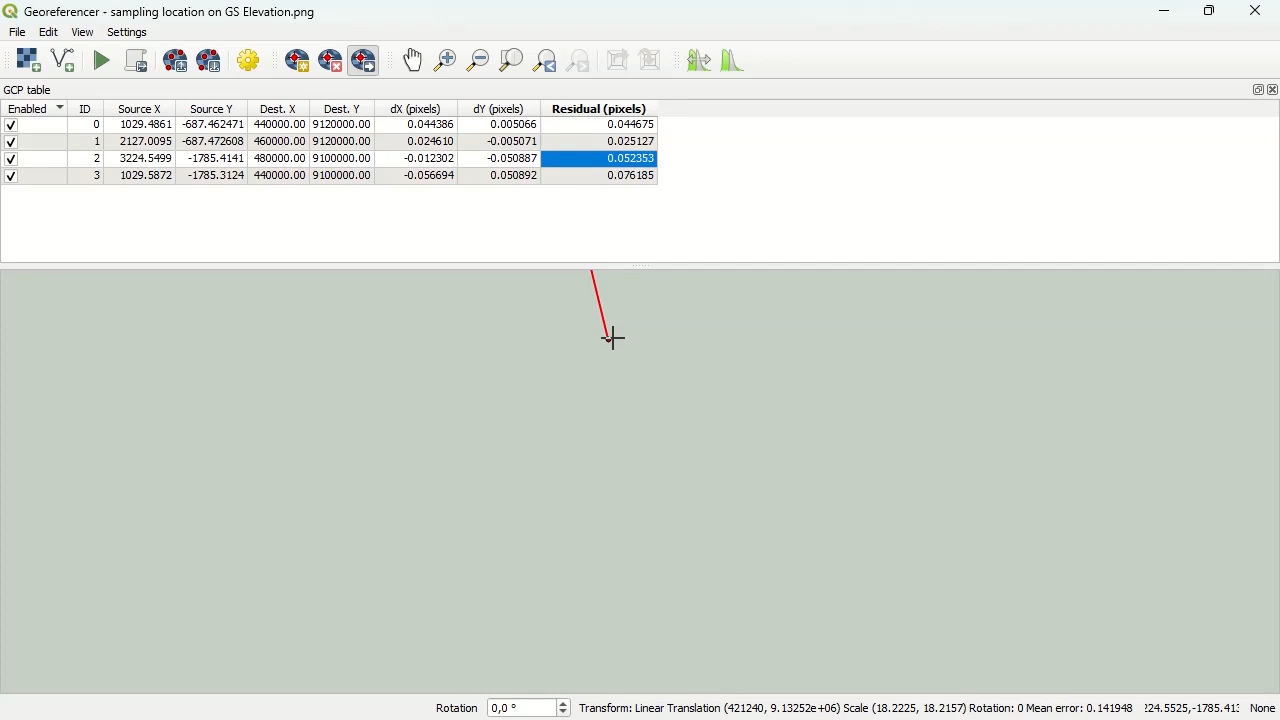 Georeferencer - sampling location on GS Elevation.png
File Edit View Settings
GCP table
Enabled ID Source X Source Y Dest. X Dest. Y dX (pixels) dY (pixels) Residual (pixels)
0 1029.4861 -687.462471 440000.00 9120000.00 0.044386 0.005066 0.044675
1 2127.0095 -687.472608 460000.00 9120000.00 0.024610 -0.005071 0.025127
2 3224.5499 -1785.4141 480000.00 9100000.00 -0.012302 -0.050887 0.052353
3 1029.5872 -1785.3124 440000.00 9100000.00 -0.056694 0.050892 0.076185
Rotation 0,0 ° Transform: Linear Translation (421240, 9.13252e+06) Scale (18.2225, 18.2157) Rotation: 0 Mean error: 0.141948 None